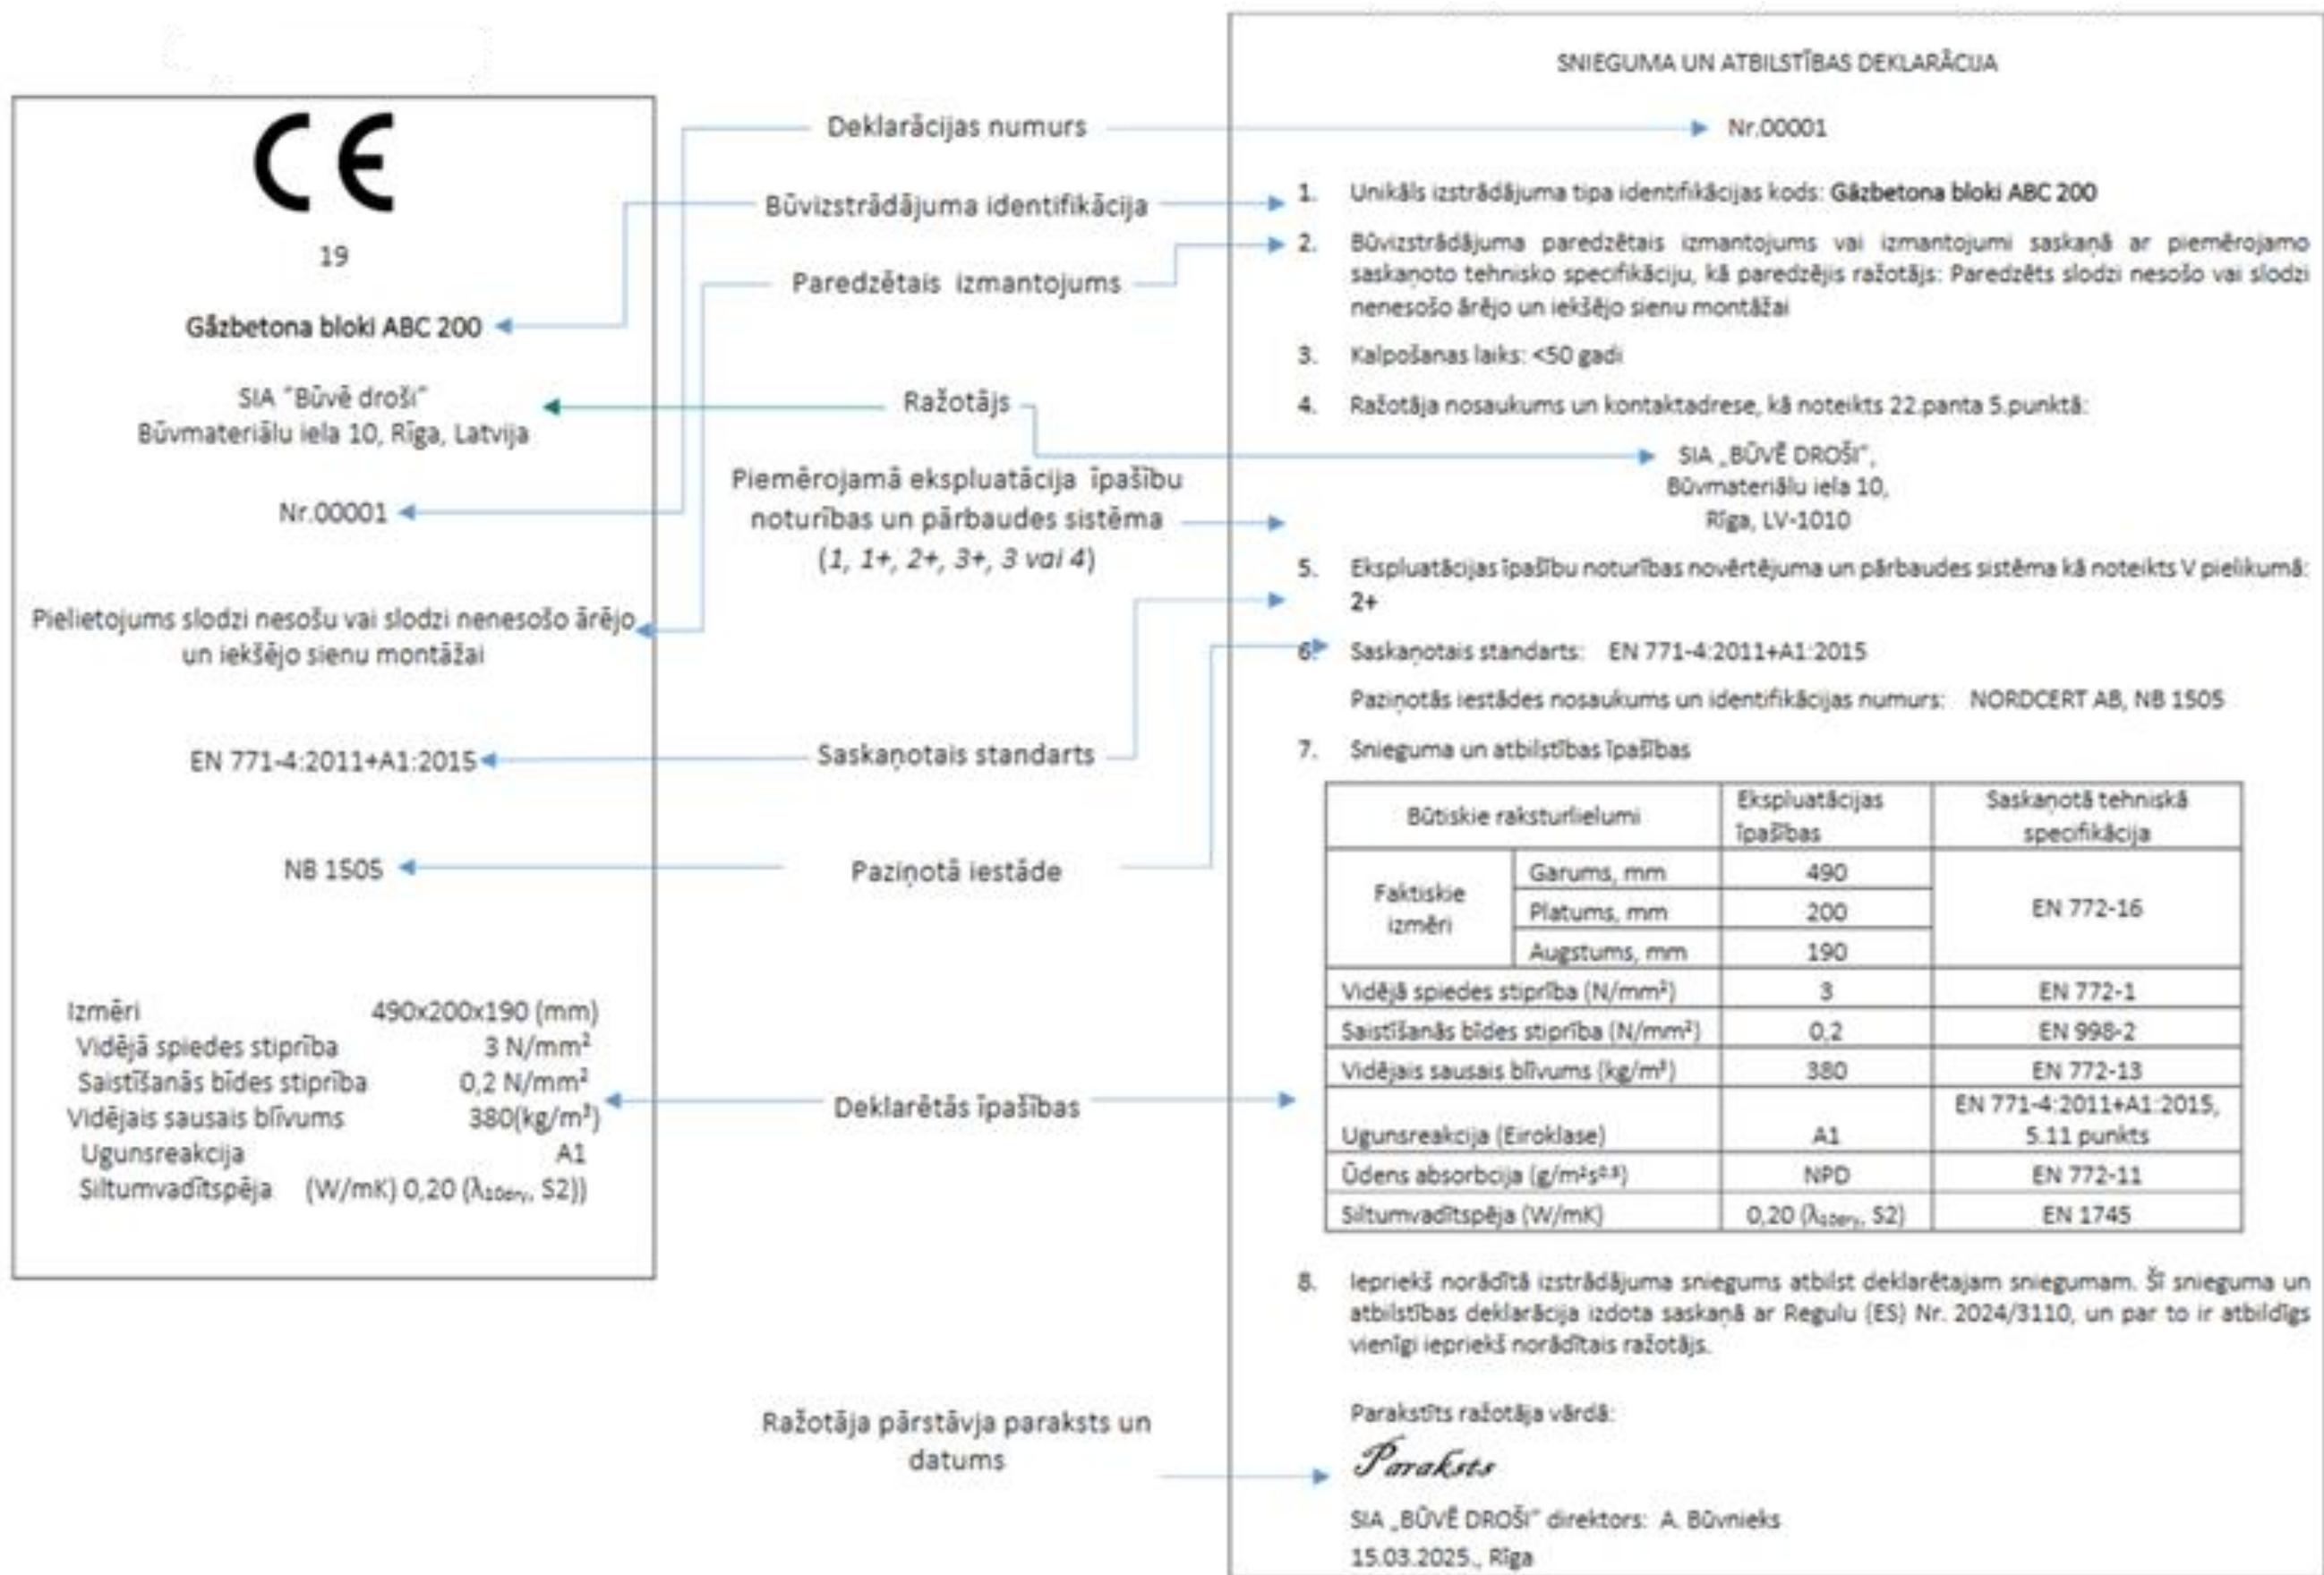 CE
19
Gāzbetona bloki ABC 200
SIA "Būvē droši"
Būvmateriālu iela 10, Rīga, Latvija
Nr.00001
Pielietojums slodzi nesošu vai slodzi nenesošo ārējo
un iekšējo sienu montāžai
EN 771-4:2011+A1:2015
NB 1505
Izmēri 490x200x190 (mm)
Vidējā spiedes stiprība 3 N/mm²
Saistīšanās bīdes stiprība 0,2 N/mm²
Vidējais sausais blīvums 380(kg/m³)
Ugunsreakcija A1
Siltumvadītspēja (W/mK) 0,20 (λ₁₀dry, S2))
Deklarācijas numurs
Būvizstrādājuma identifikācija
Paredzētais izmantojums
Ražotājs
Piemērojamā ekspluatācija īpašību
noturības un pārbaudes sistēma
(1, 1+, 2+, 3+, 3 vai 4)
Saskaņotais standarts
Paziņotā iestāde
Deklarētās īpašības
Ražotāja pārstāvja paraksts un
datums
SNIEGUMA UN ATBILSTĪBAS DEKLARĀCIJA
Nr.00001
1. Unikāls izstrādājuma tipa identifikācijas kods: Gāzbetona bloki ABC 200
2. Būvizstrādājuma paredzētais izmantojums vai izmantojumi saskaņā ar piemērojamo
saskaņoto tehnisko specifikāciju, kā paredzējis ražotājs: Paredzēts slodzi nesošo vai slodzi
nenesošo ārējo un iekšējo sienu montāžai
3. Kalpošanas laiks: <50 gadi
4. Ražotāja nosaukums un kontaktadrese, kā noteikts 22.panta 5.punktā:
SIA „BŪVĒ DROŠI",
Būvmateriālu iela 10,
Rīga, LV-1010
5. Ekspluatācijas īpašību noturības novērtējuma un pārbaudes sistēma kā noteikts V pielikumā:
2+
6. Saskaņotais standarts: EN 771-4:2011+A1:2015
Paziņotās iestādes nosaukums un identifikācijas numurs: NORDCERT AB, NB 1505
7. Snieguma un atbilstības īpašības
Būtiskie raksturlielumi Ekspluatācijas īpašības Saskaņotā tehniskā specifikācija
Faktiskie izmēri Garums, mm 490 EN 772-16
Platums, mm 200
Augstums, mm 190
Vidējā spiedes stiprība (N/mm²) 3 EN 772-1
Saistīšanās bīdes stiprība (N/mm²) 0,2 EN 998-2
Vidējais sausais blīvums (kg/m³) 380 EN 772-13
Ugunsreakcija (Eiroklase) A1 EN 771-4:2011+A1:2015, 5.11 punkts
Ūdens absorbcija (g/m²s⁰·⁵) NPD EN 772-11
Siltumvadītspēja (W/mK) 0,20 (λ₁₀dry, S2) EN 1745
8. Iepriekš norādītā izstrādājuma sniegums atbilst deklarētajam sniegumam. Šī snieguma un
atbilstības deklarācija izdota saskaņā ar Regulu (ES) Nr. 2024/3110, un par to ir atbildīgs
vienīgi iepriekš norādītais ražotājs.
Parakstīts ražotāja vārdā:
Paraksts
SIA „BŪVĒ DROŠI" direktors: A. Būvnieks
15.03.2025., Rīga